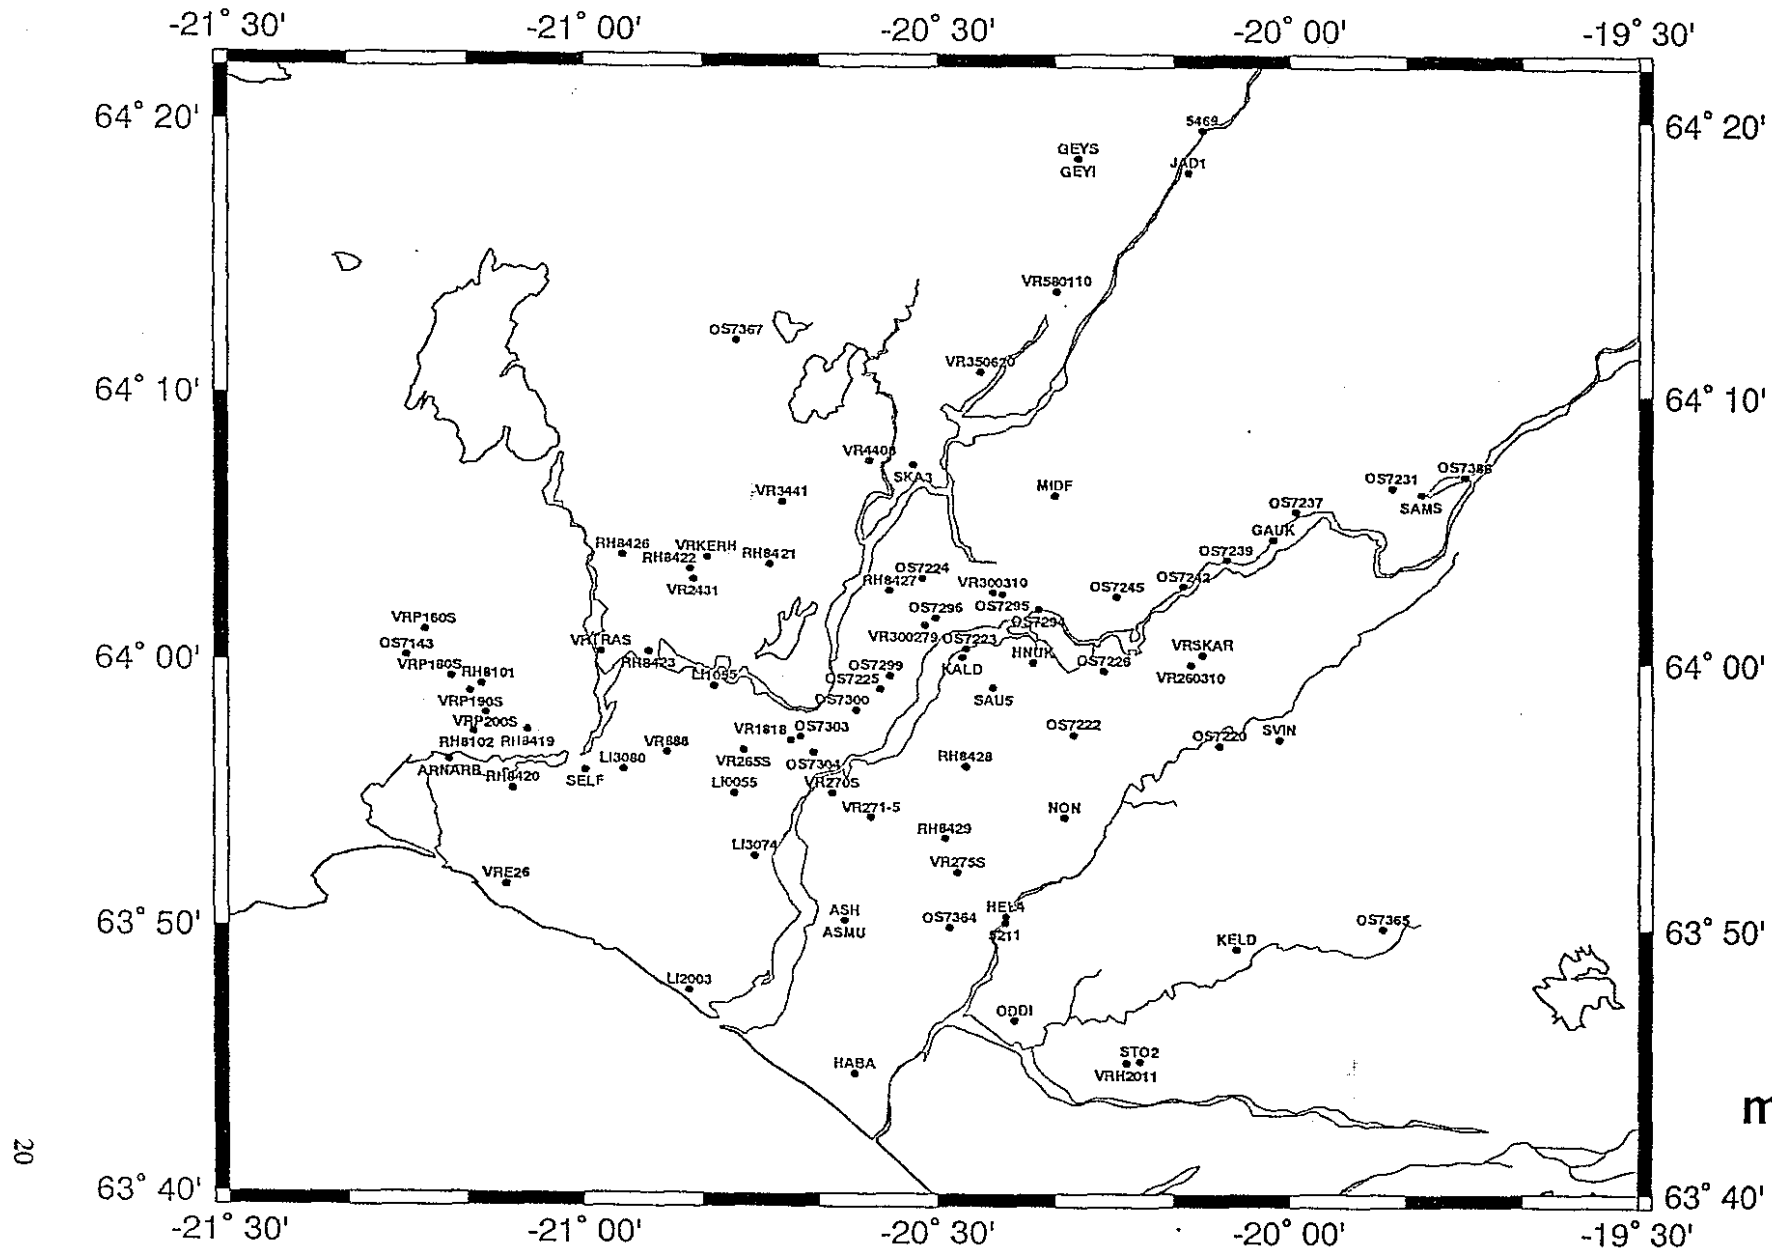 -21° 30'
-21° 00'
-20° 30'
-20° 00'
-19° 30'
64° 20'
64° 20'
5469
GEYS
GEYI
JAD1
VR580110
OS7367
VR350620
64° 10'
64° 10'
VR4408
SKA3
VR3441
MIDF
OS7231
OS7386
SAMS
OS7237
GAUK
RH8426
VRKERH
RH8422
RH8421
VR2431
OS7239
OS7224
RH8427
VR300310
OS7245
OS7242
OS7295
OS7296
OS7294
VRP160S
VR300279
OS7223
OS7143
VRTRAS
64° 00'
64° 00'
VRP180S
RH8101
RH8423
LI1095
OS7299
OS7225
KALD
HNUK
OS7226
VRSKAR
VR260310
VRP190S
OS7300
SAU5
VRP200S
RH8102
RH8419
VR1818
OS7303
OS7222
OS7220
SVIN
VR888
ARNARB
RH8420
SELF
LI3080
VR265S
OS7304
RH8428
LI0055
VR270S
VR271-5
NON
RH8429
LI3074
VR275S
VRE26
63° 50'
63° 50'
ASH
ASMU
OS7364
HEL4
5211
KELD
OS7365
LI2003
ODDI
HABA
STO2
VRH2011
m
20
63° 40'
63° 40'
-21° 30'
-21° 00'
-20° 30'
-20° 00'
-19° 30'